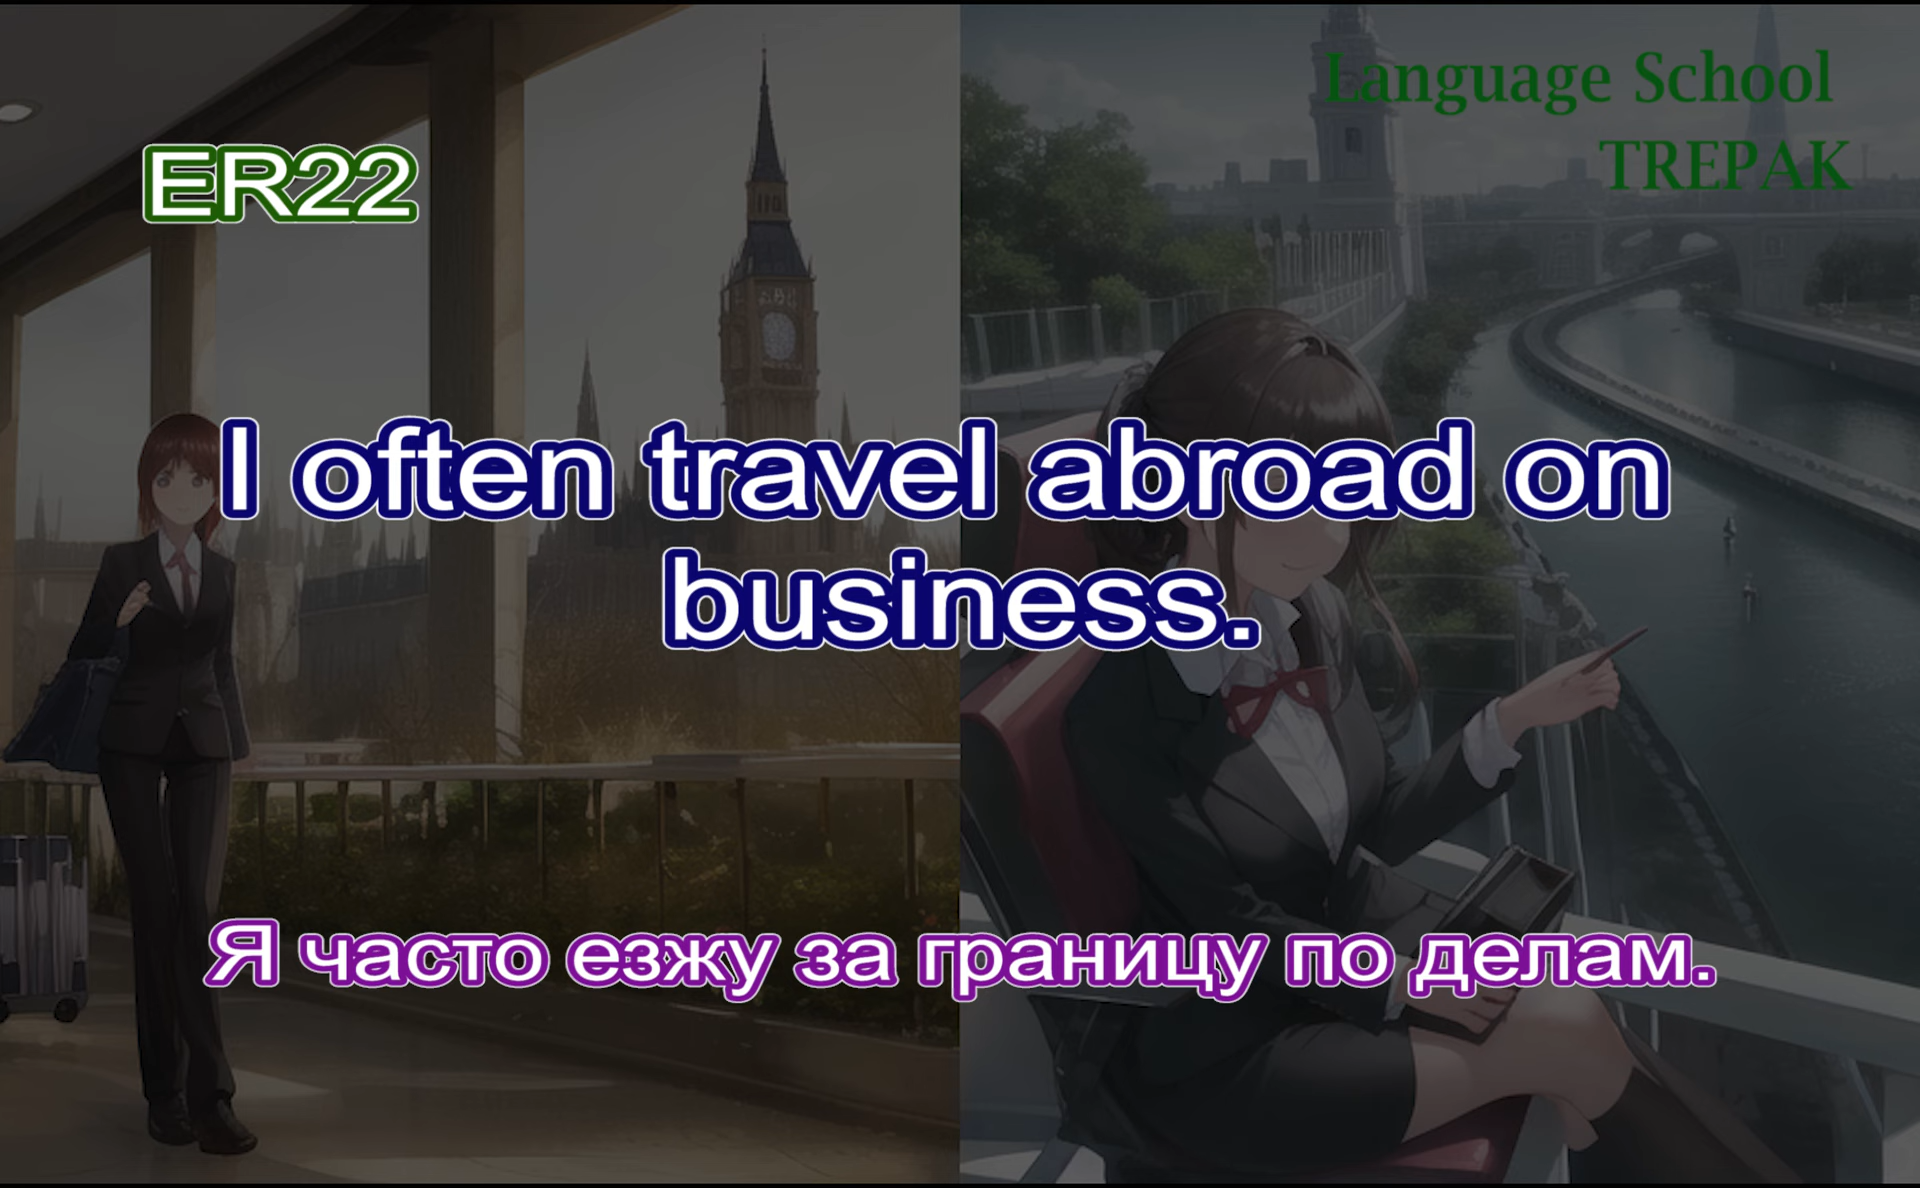 Language School
TREPAK
ER22
I often travel abroad on
business.
Я часто езжу за границу по делам.